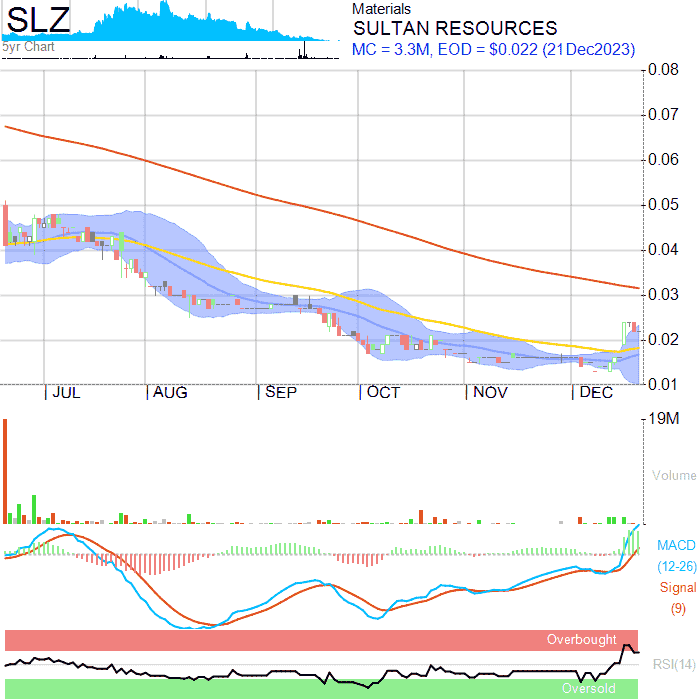 SLZ
5yr Chart
Materials
SULTAN RESOURCES
MC = 3.3M, EOD = $0.022 (21Dec2023)
0.08
0.07
0.06
0.05
0.04
0.03
0.02
0.01
JUL
AUG
SEP
OCT
NOV
DEC
19M
Volume
MACD
(12-26)
Signal
(9)
Overbought
RSI(14)
Oversold